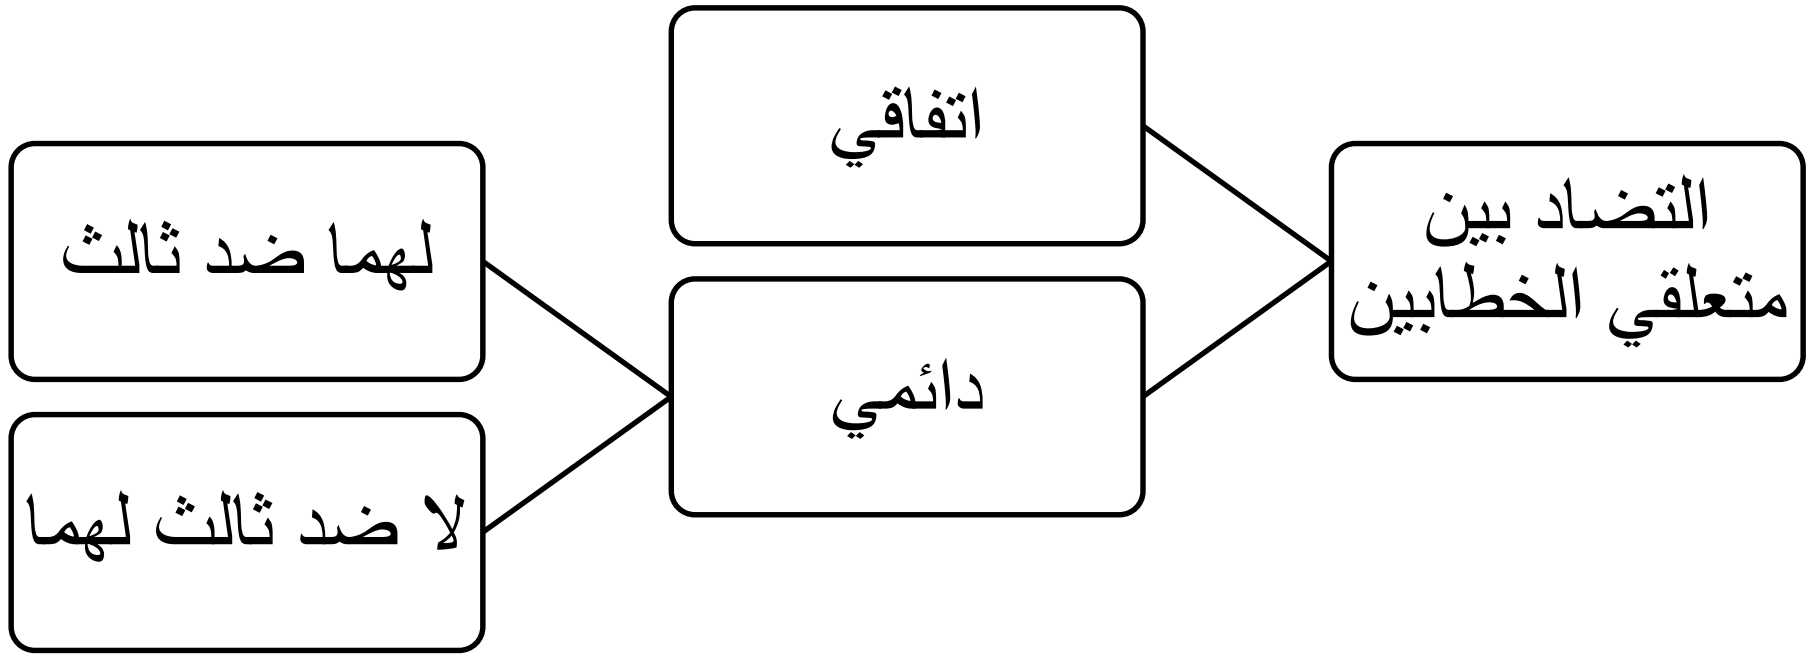 التضاد بين
متعلقي الخطابين
اتفاقي
دائمي
لهما ضد ثالث
لا ضد ثالث لهما